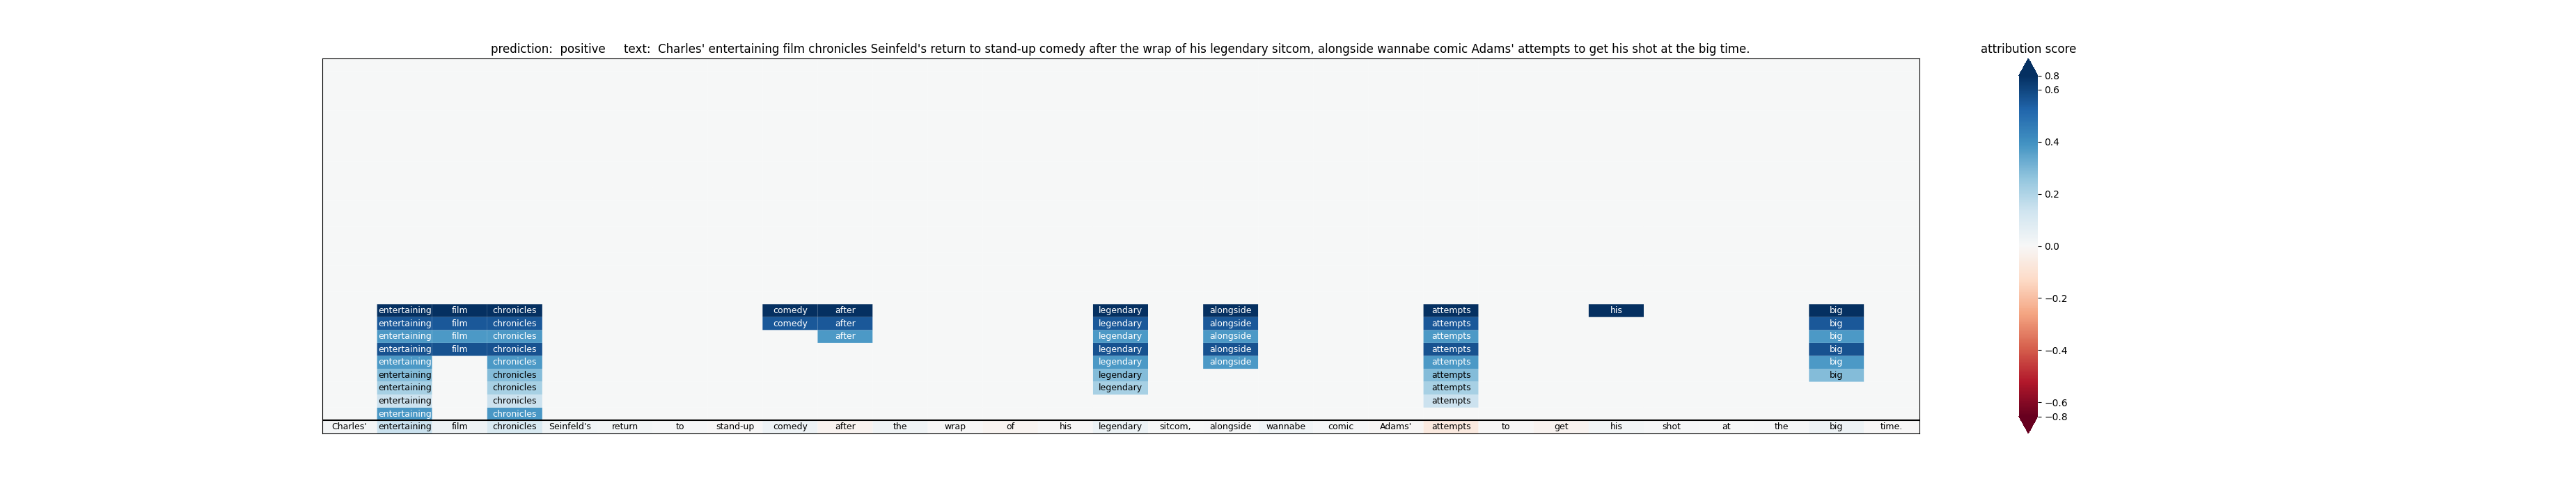 prediction:  positive     text:  Charles' entertaining film chronicles Seinfeld's return to stand-up comedy after the wrap of his legendary sitcom, alongside wannabe comic Adams' attempts to get his shot at the big time.
attribution score
0.8
0.6
0.4
0.2
0.0
−0.2
−0.4
−0.6
−0.8
entertaining film chronicles comedy after legendary alongside attempts his big
entertaining film chronicles comedy after legendary alongside attempts big
entertaining film chronicles after legendary alongside attempts big
entertaining film chronicles legendary alongside attempts big
entertaining chronicles legendary alongside attempts big
entertaining chronicles legendary attempts big
entertaining chronicles legendary attempts
entertaining chronicles attempts
entertaining chronicles
Charles' entertaining film chronicles Seinfeld's return to stand-up comedy after the wrap of his legendary sitcom, alongside wannabe comic Adams' attempts to get his shot at the big time.